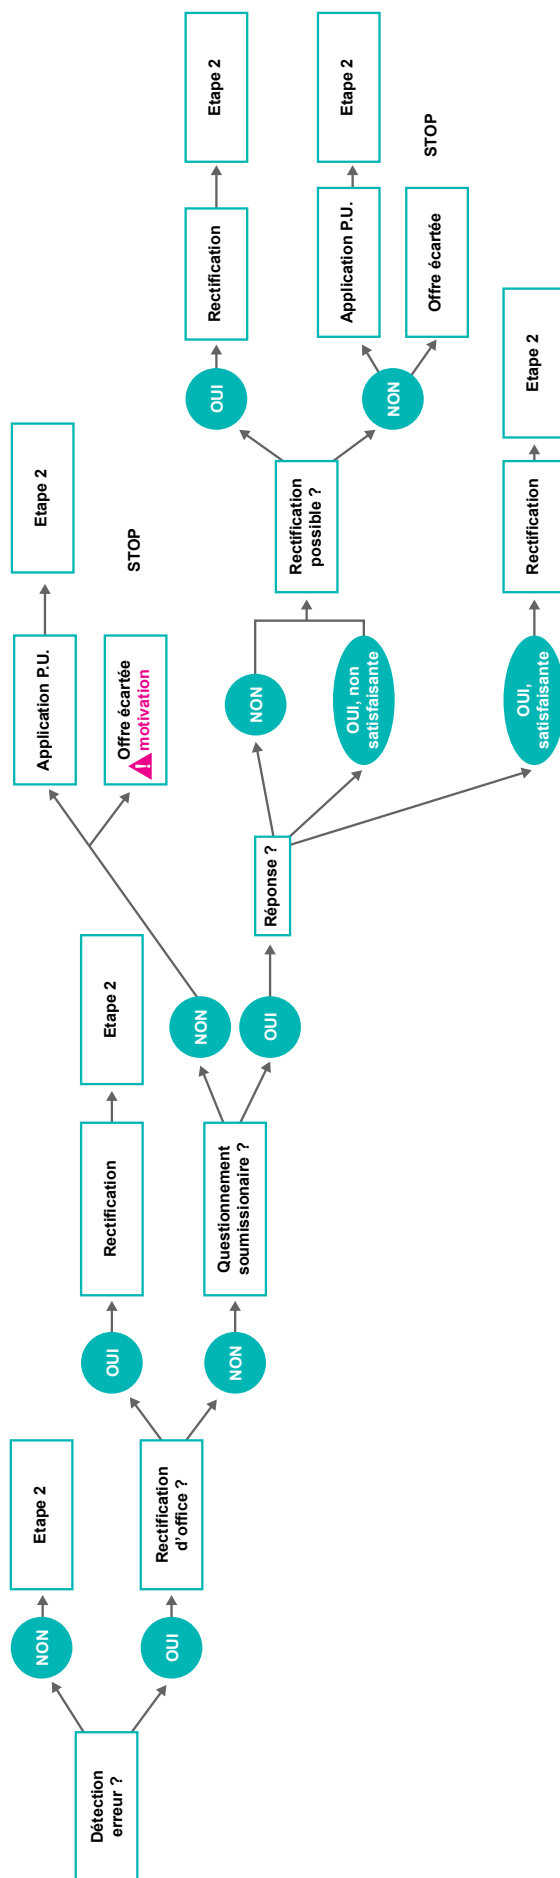 Détection
erreur ?
NON
Etape 2
OUI
Rectification
d'office ?
OUI
Rectification
Etape 2
NON
Questionnement
soumissionaire ?
NON
Application P.U.
Etape 2
Offre écartée
! motivation
STOP
OUI
Réponse ?
NON
OUI, non
satisfaisante
Rectification
possible ?
OUI
Rectification
Etape 2
NON
Application P.U.
Etape 2
Offre écartée
STOP
OUI,
satisfaisante
Rectification
Etape 2